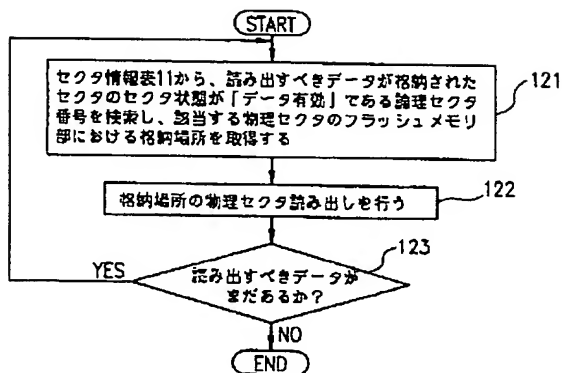 START
セクタ情報表11から、読み出すべきデータが格納された
セクタのセクタ状態が「データ有効」である論理セクタ
番号を検索し、該当する物理セクタのフラッシュメモリ
部における格納場所を取得する
121
格納場所の物理セクタ読み出しを行う
122
123
読み出すべきデータが
まだあるか?
YES
NO
END